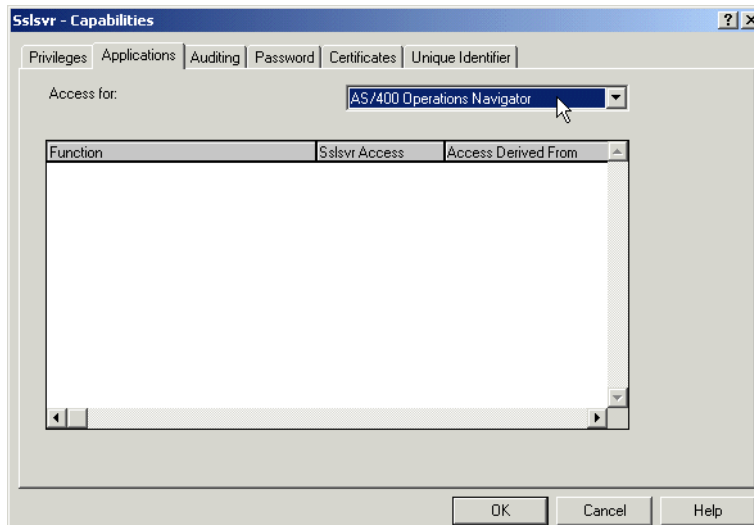 Sslsvr - Capabilities
Privileges Applications Auditing Password Certificates Unique Identifier
Access for: AS/400 Operations Navigator
Function Sslsvr Access Access Derived From
OK Cancel Help